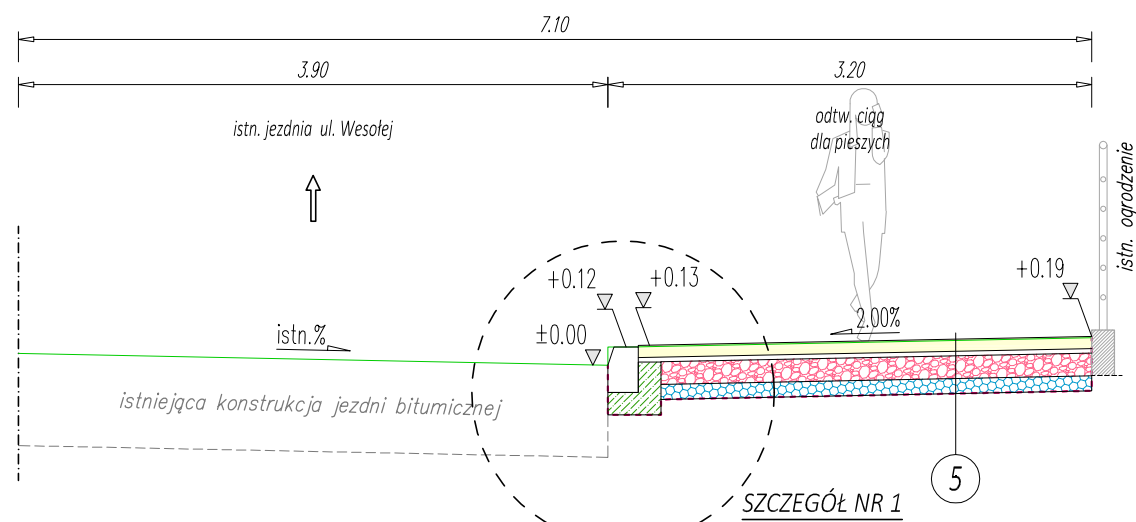 7.10
3.90
3.20
istn. jezdnia ul. Wesołej
odtw. ciąg
dla pieszych
istn. ogrodzenie
+0.12
+0.13
+0.19
±0.00
istn.%
2.00%
istniejąca konstrukcja jezdni bitumicznej
5
SZCZEGÓŁ NR 1